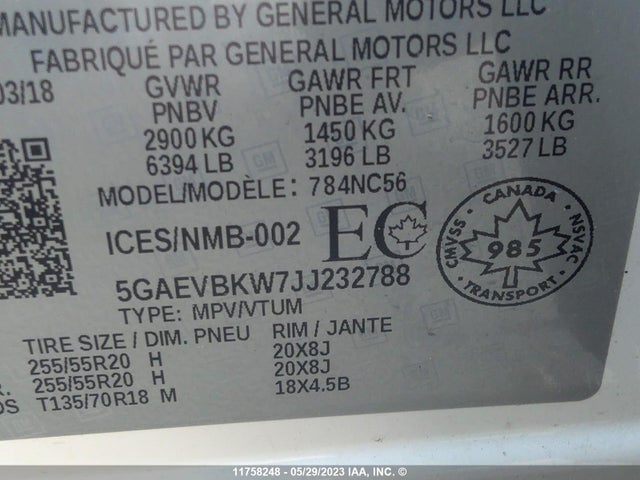 MANUFACTURED BY GENERAL MOTORS LLC
FABRIQUÉ PAR GENERAL MOTORS LLC
03/18 GVWR GAWR FRT GAWR RR
PNBV PNBE AV. PNBE ARR.
2900 KG 1450 KG 1600 KG
6394 LB 3196 LB 3527 LB
MODEL/MODÈLE: 784NC56
ICES/NMB-002 EC
CANADA CMVSS 985 NSVAC TRANSPORT
5GAEVBKW7JJ232788
TYPE: MPV/VTUM
TIRE SIZE / DIM. PNEU RIM / JANTE
255/55R20 H 20X8J
R. 255/55R20 H 20X8J
OS T135/70R18 M 18X4.5B
11758248 - 05/29/2023 IAA, INC. ©